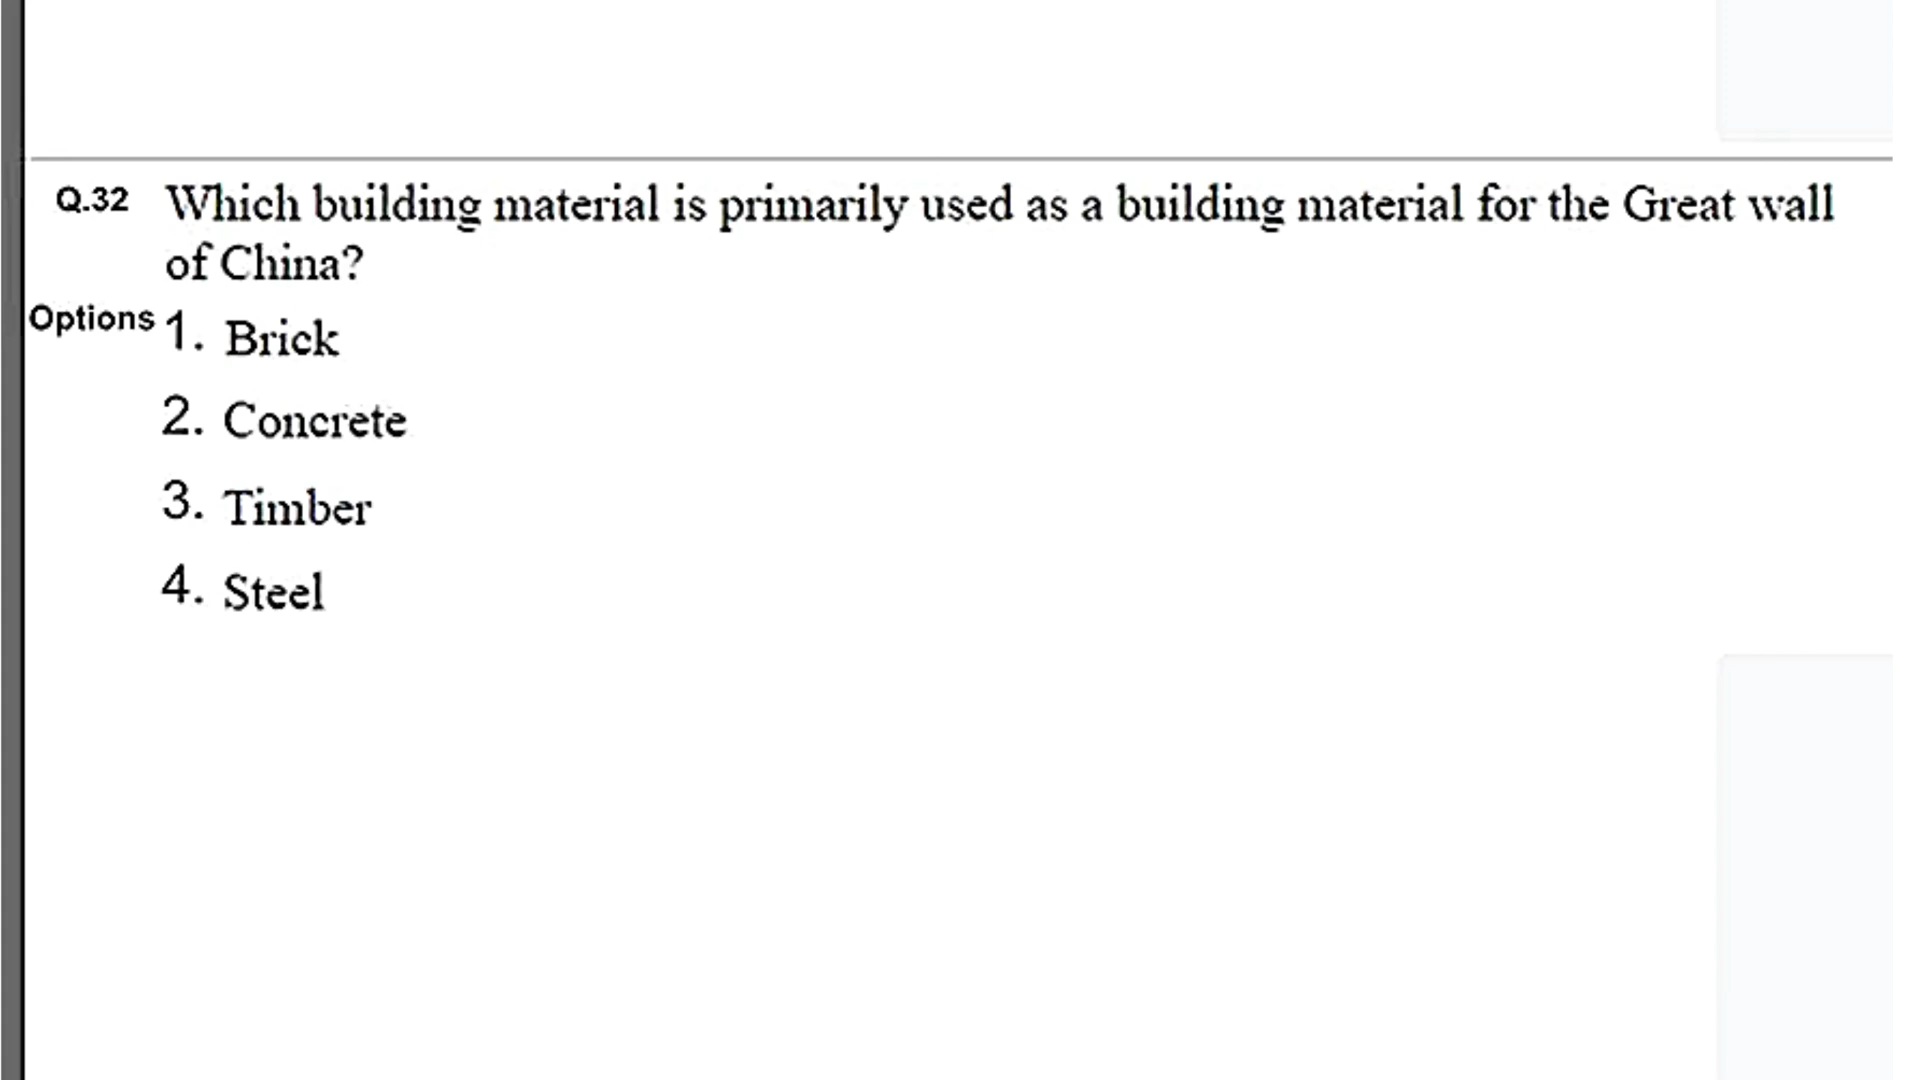 Q.32 Which building material is primarily used as a building material for the Great wall
of China?
Options 1. Brick
2. Concrete
3. Timber
4. Steel